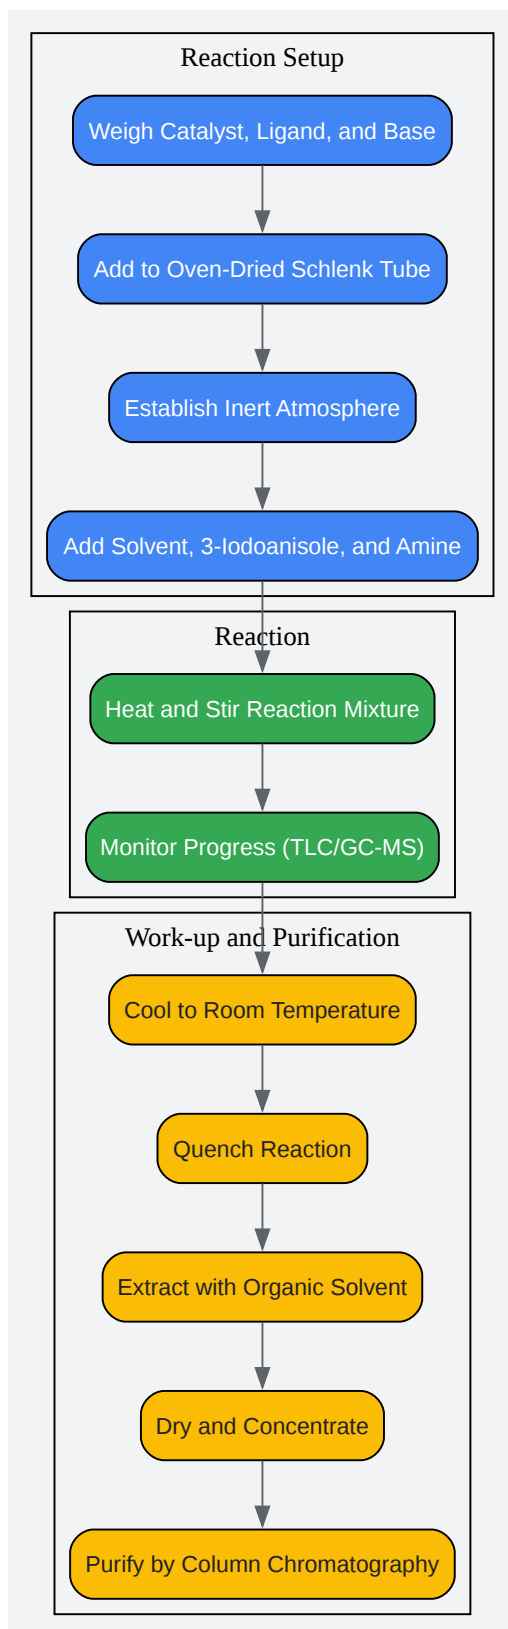 Reaction Setup
Weigh Catalyst, Ligand, and Base
Add to Oven-Dried Schlenk Tube
Establish Inert Atmosphere
Add Solvent, 3-Iodoanisole, and Amine
Reaction
Heat and Stir Reaction Mixture
Monitor Progress (TLC/GC-MS)
Work-up and Purification
Cool to Room Temperature
Quench Reaction
Extract with Organic Solvent
Dry and Concentrate
Purify by Column Chromatography